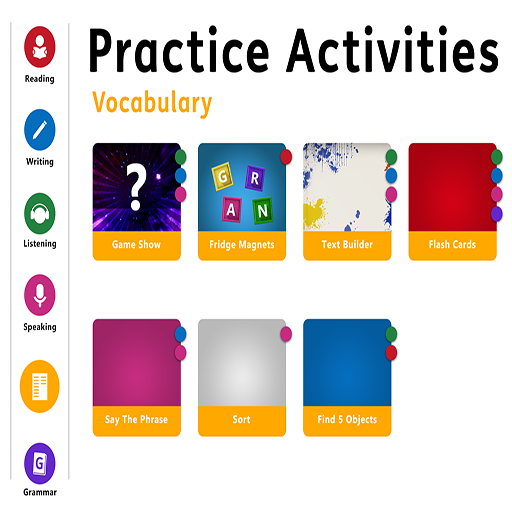 Practice Activities
Vocabulary
Reading
Writing
Listening
Speaking
G
Grammar
?
Game Show
G R
A N
Fridge Magnets
Text Builder
Flash Cards
Say The Phrase
Sort
Find 5 Objects